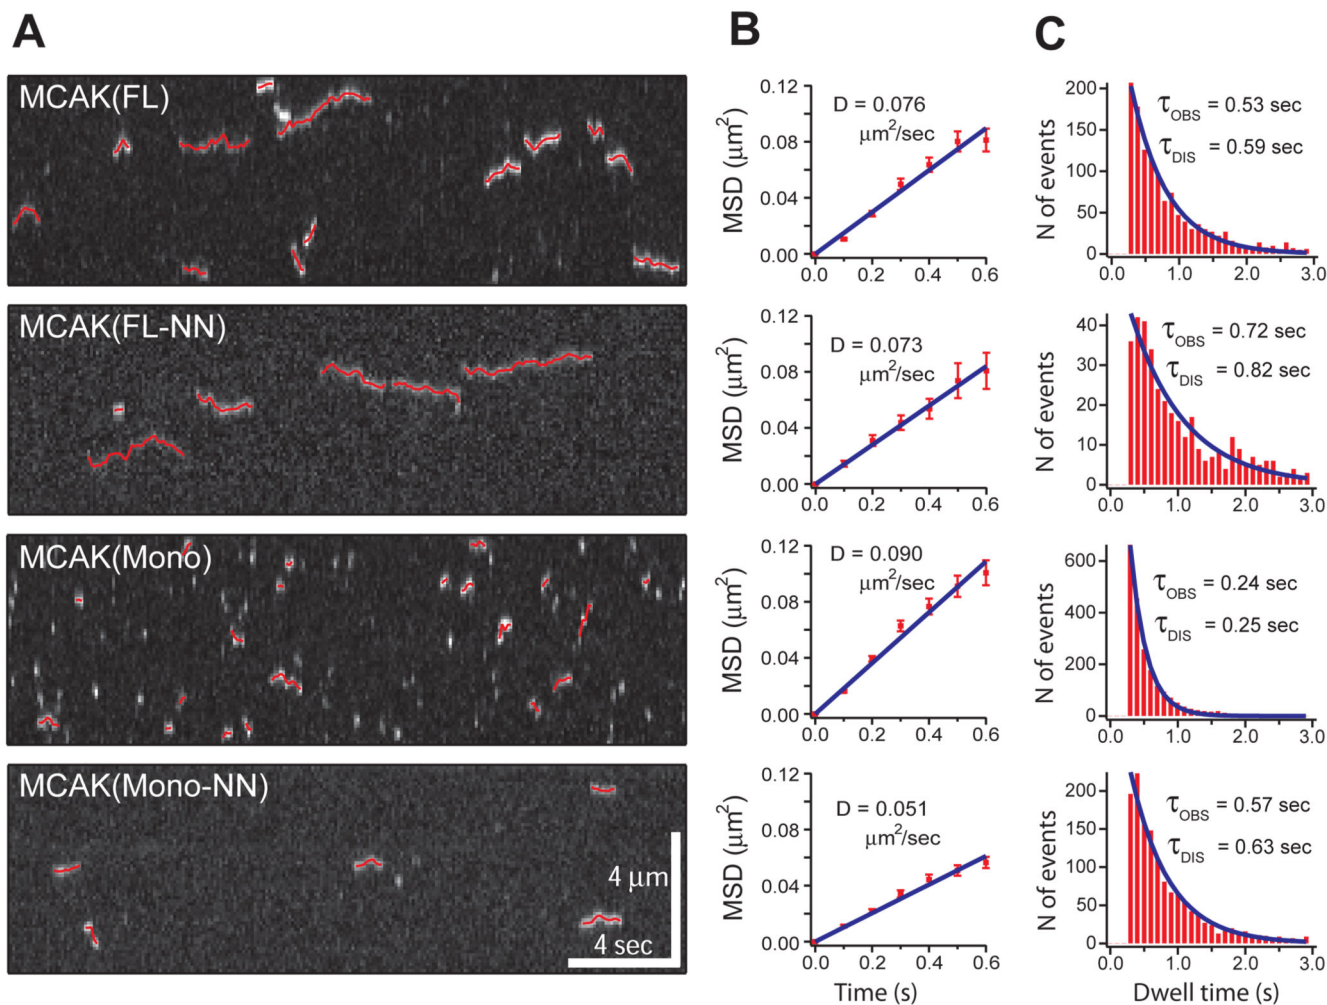 A
B
C
MCAK(FL)
MCAK(FL-NN)
MCAK(Mono)
MCAK(Mono-NN)
4 μm
4 sec
MSD (μm²)
0.12
0.08
0.04
0.00
0.0 0.2 0.4 0.6
D = 0.076
μm²/sec
MSD (μm²)
0.12
0.08
0.04
0.00
0.0 0.2 0.4 0.6
D = 0.073
μm²/sec
MSD (μm²)
0.12
0.08
0.04
0.00
0.0 0.2 0.4 0.6
D = 0.090
μm²/sec
MSD (μm²)
0.12
0.08
0.04
0.00
0.0 0.2 0.4 0.6
D = 0.051
μm²/sec
Time (s)
N of events
200
150
100
50
0
0.0 1.0 2.0 3.0
τOBS = 0.53 sec
τDIS = 0.59 sec
N of events
40
30
20
10
0
0.0 1.0 2.0 3.0
τOBS = 0.72 sec
τDIS = 0.82 sec
N of events
600
400
200
0
0.0 1.0 2.0 3.0
τOBS = 0.24 sec
τDIS = 0.25 sec
N of events
200
150
100
50
0
0.0 1.0 2.0 3.0
τOBS = 0.57 sec
τDIS = 0.63 sec
Dwell time (s)